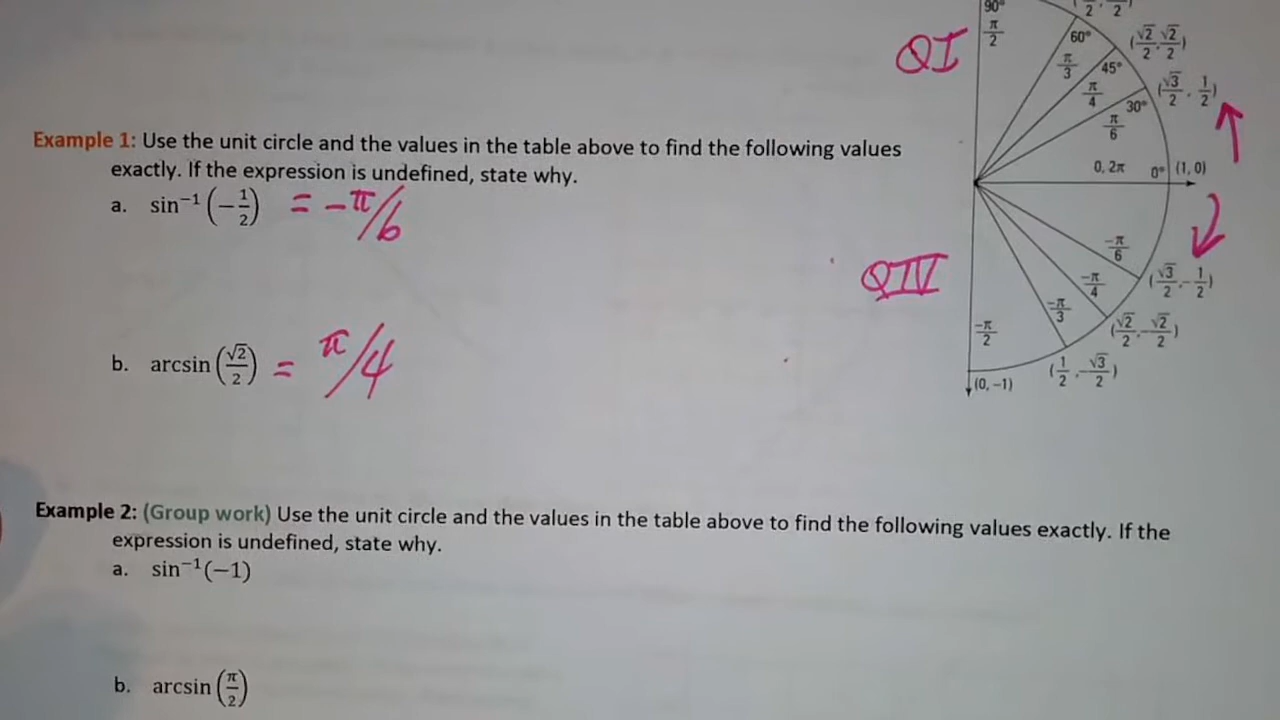 90°
π/2
60°
π/3
(√2/2, √2/2)
45°
π/4
(√3/2, 1/2)
30°
π/6
QI
0, 2π 0° (1, 0)
Example 1: Use the unit circle and the values in the table above to find the following values
exactly. If the expression is undefined, state why.
a. sin⁻¹(−1/2) = −π/6
QIV
−π/6
(√3/2, −1/2)
−π/4
(√2/2, −√2/2)
−π/3
(1/2, −√3/2)
−π/2
(0, −1)
b. arcsin(√2/2) = π/4
Example 2: (Group work) Use the unit circle and the values in the table above to find the following values exactly. If the
expression is undefined, state why.
a. sin⁻¹(−1)
b. arcsin(π/2)